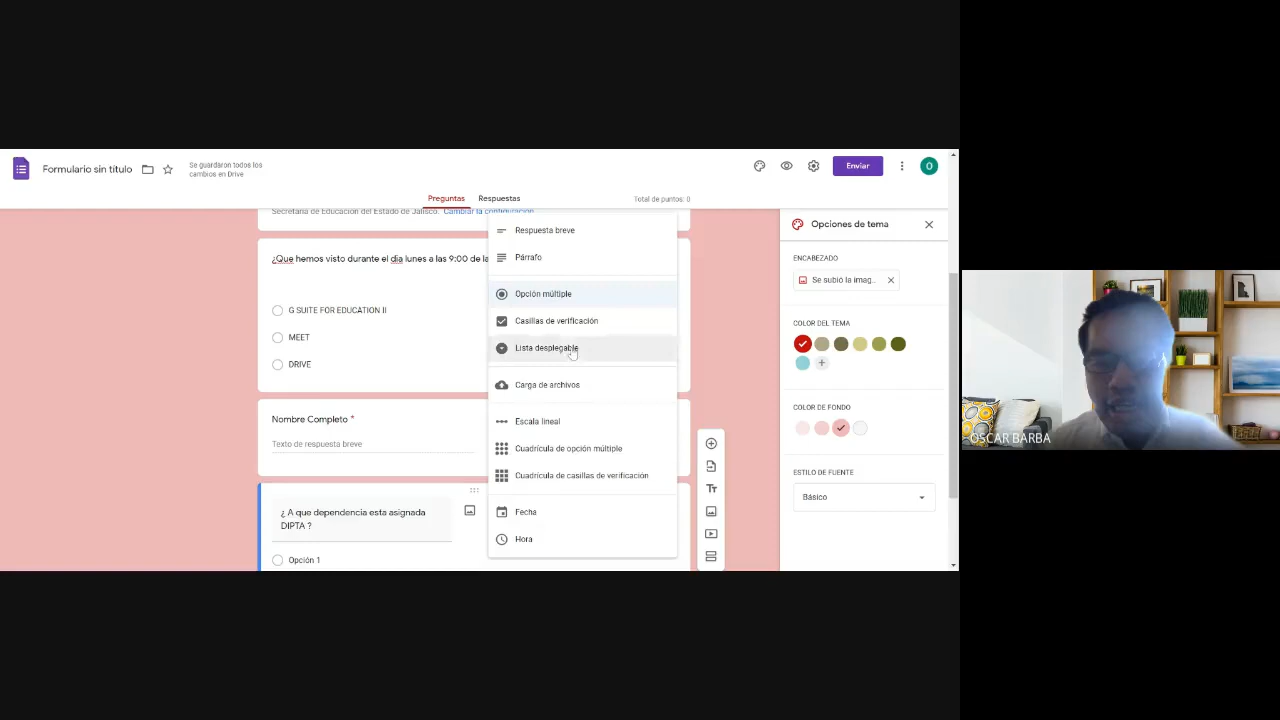 Formulario sin título
Se guardaron todos los
cambios en Drive
Enviar
O
Preguntas
Respuestas
Total de puntos: 0
Secretaría de Educación del Estado de Jalisco. Cambiar la configuración
¿Que hemos visto durante el dia lunes a las 9:00 de la
G SUITE FOR EDUCATION II
MEET
DRIVE
Nombre Completo *
Texto de respuesta breve
¿ A que dependencia esta asignada
DIPTA ?
Opción 1
Respuesta breve
Párrafo
Opción múltiple
Casillas de verificación
Lista desplegable
Carga de archivos
Escala lineal
Cuadrícula de opción múltiple
Cuadrícula de casillas de verificación
Fecha
Hora
Tт
Opciones de tema
ENCABEZADO
Se subió la imag...
COLOR DEL TEMA
COLOR DE FONDO
ESTILO DE FUENTE
Básico
OSCAR BARBA